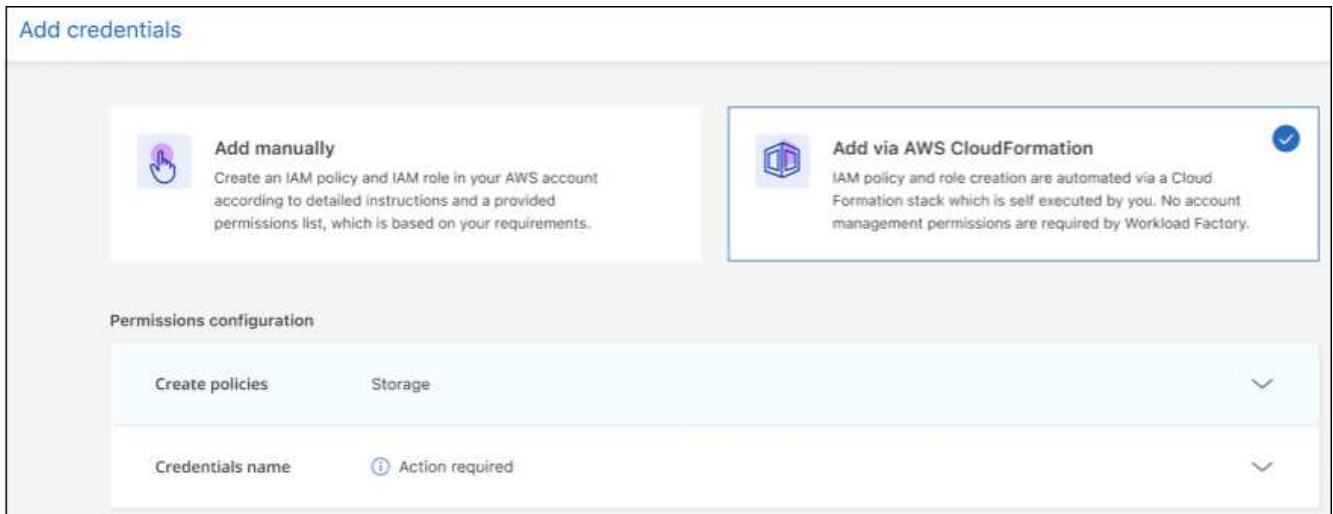 Add credentials
Add manually
Create an IAM policy and IAM role in your AWS account
according to detailed instructions and a provided
permissions list, which is based on your requirements.
Add via AWS CloudFormation
IAM policy and role creation are automated via a Cloud
Formation stack which is self executed by you. No account
management permissions are required by Workload Factory.
Permissions configuration
Create policies Storage
Credentials name Action required